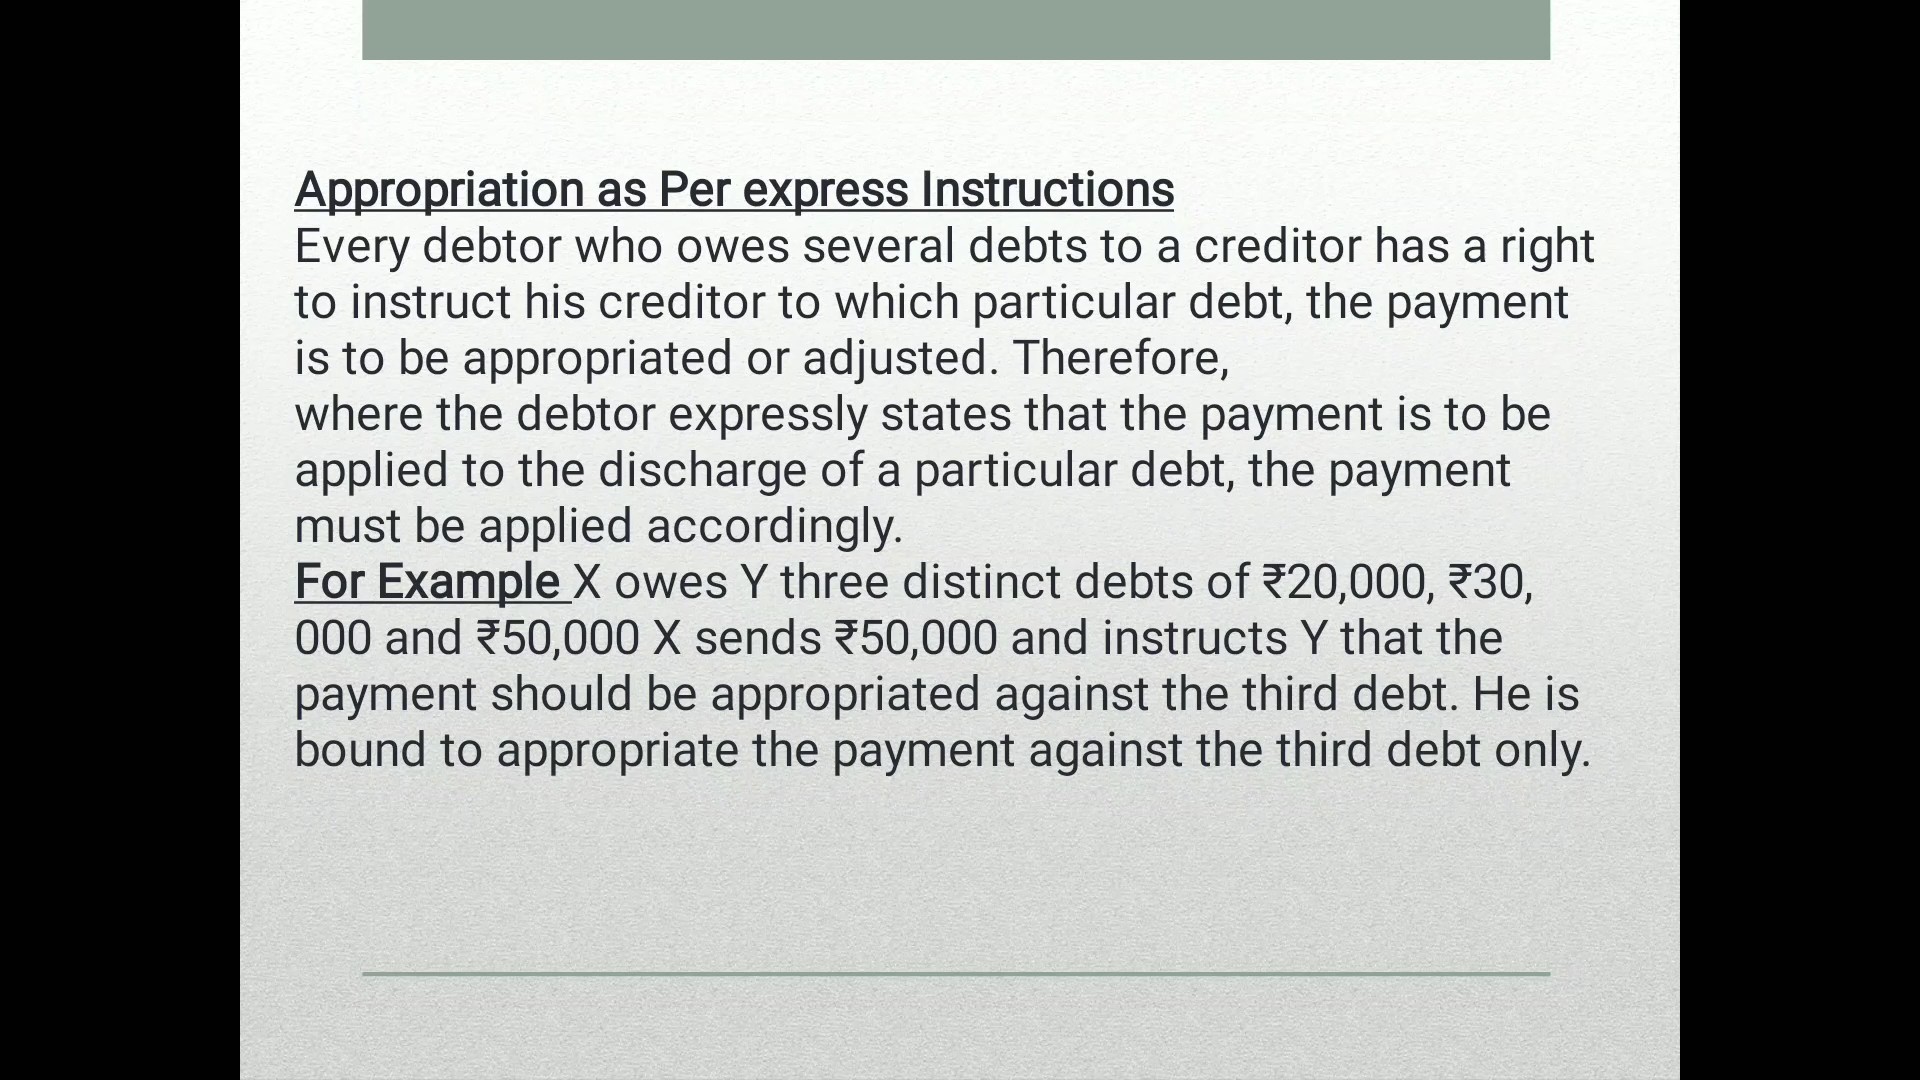 Appropriation as Per express Instructions
Every debtor who owes several debts to a creditor has a right
to instruct his creditor to which particular debt, the payment
is to be appropriated or adjusted. Therefore,
where the debtor expressly states that the payment is to be
applied to the discharge of a particular debt, the payment
must be applied accordingly.
For Example X owes Y three distinct debts of ₹20,000, ₹30,
000 and ₹50,000 X sends ₹50,000 and instructs Y that the
payment should be appropriated against the third debt. He is
bound to appropriate the payment against the third debt only.